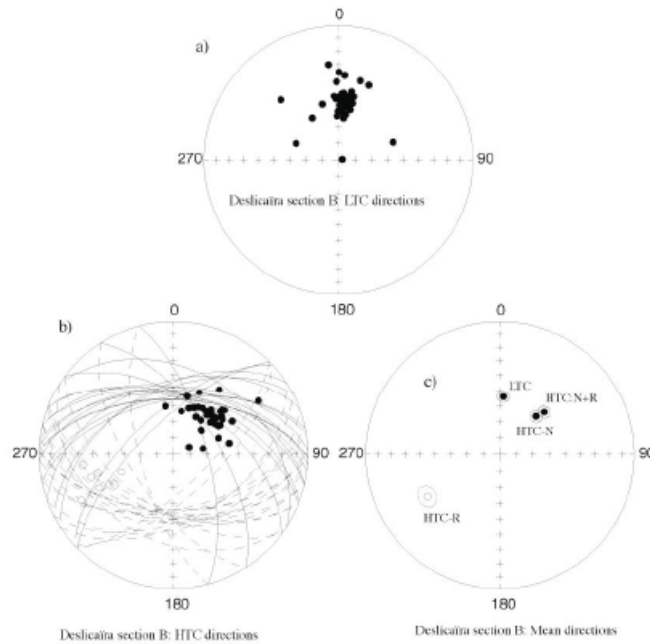 0
a)
270
90
Deslicaïra section B: LTC directions
180
b)
0
270
90
180
Deslicaïra section B: HTC directions
0
c)
LTC
HTC:N+R
HTC-N
270
90
HTC-R
180
Deslicaïra section B: Mean directions